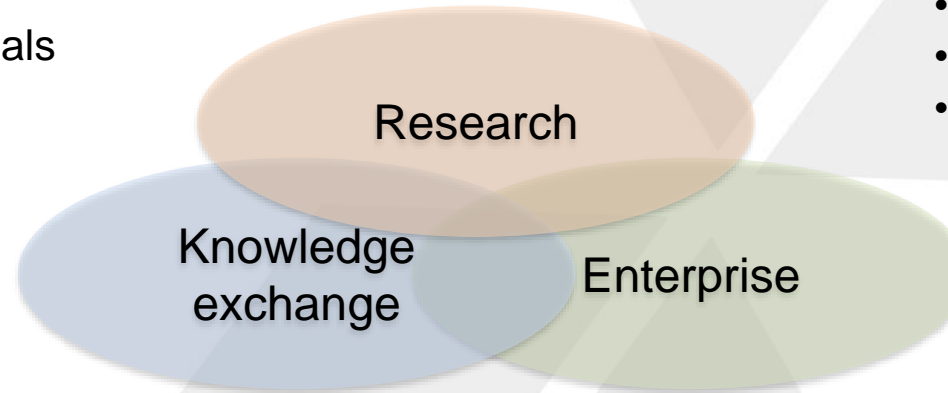 als
•
•
•
Research
Knowledge
exchange
Enterprise